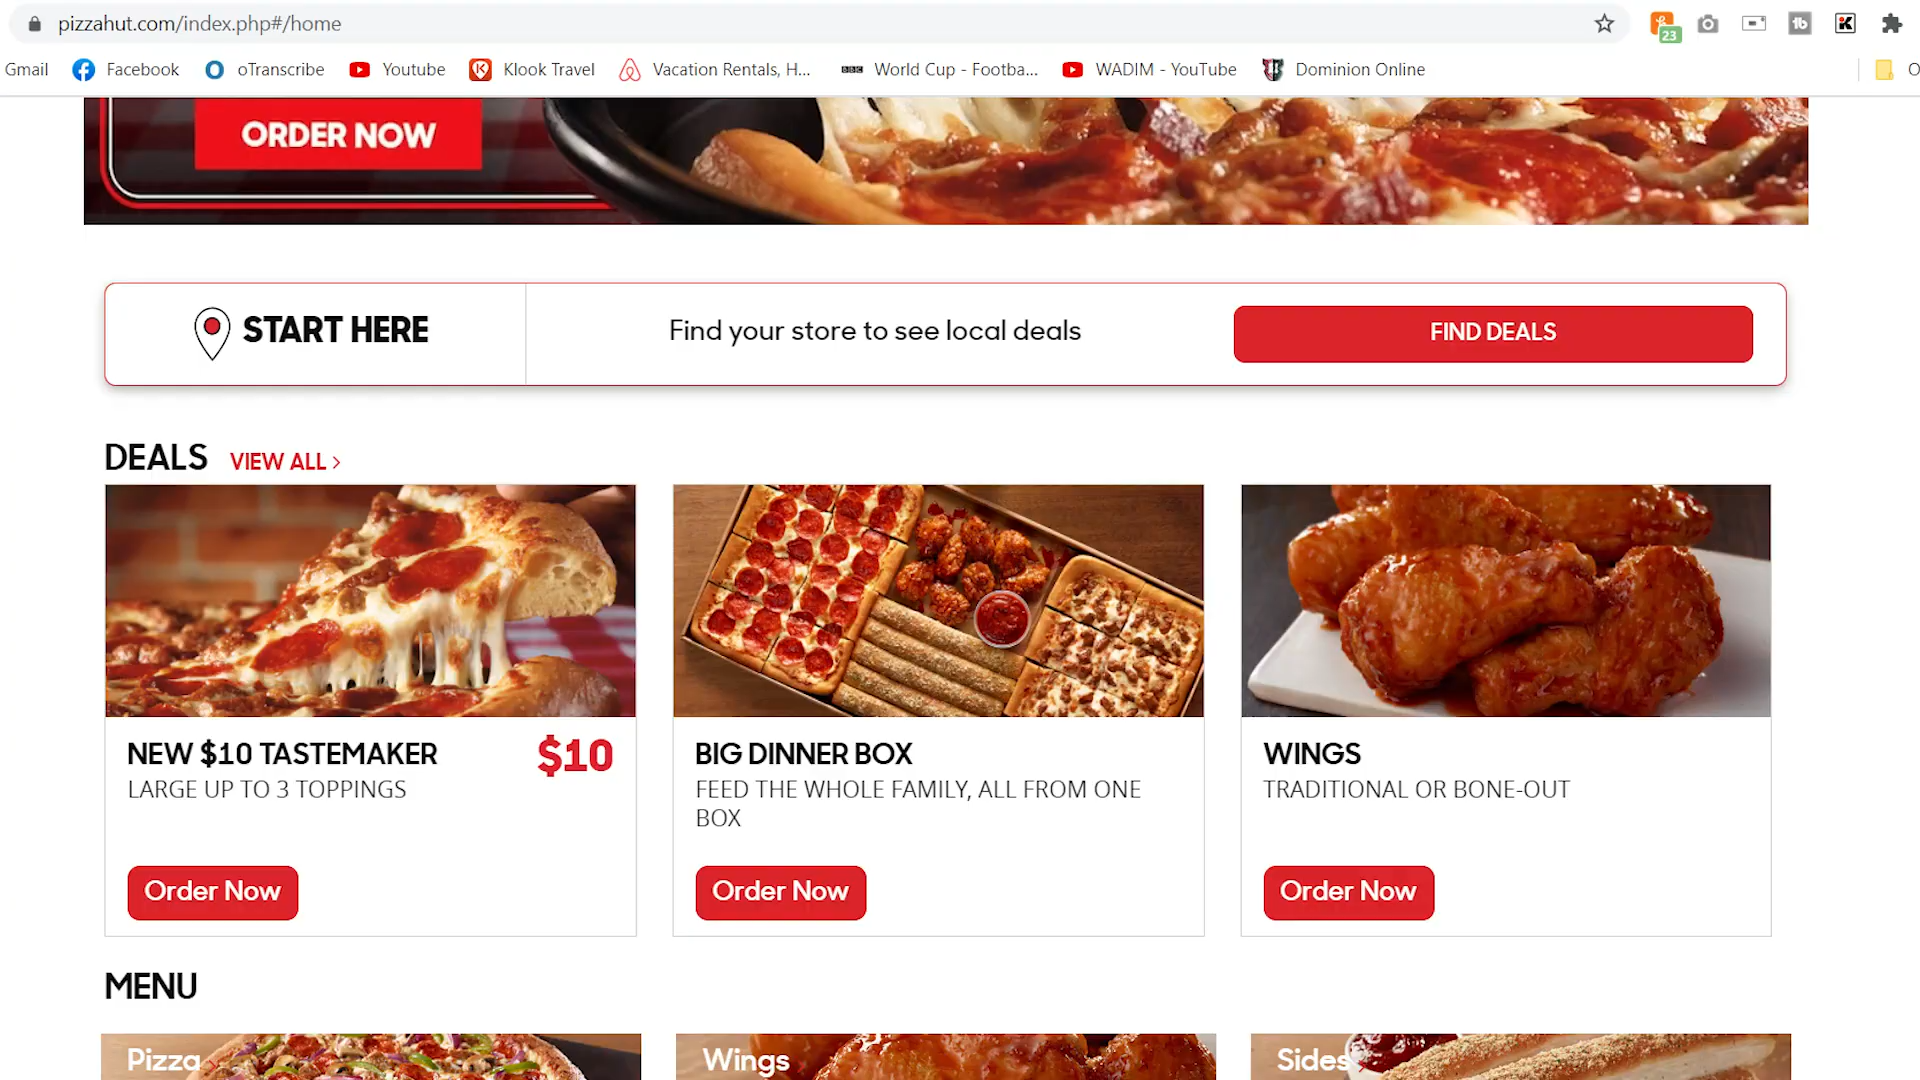 pizzahut.com/index.php#/home
23
Gmail
Facebook
oTranscribe
Youtube
Klook Travel
Vacation Rentals, H...
BBC
World Cup - Footba...
WADIM - YouTube
Dominion Online
O
ORDER NOW
START HERE
Find your store to see local deals
FIND DEALS
DEALS
VIEW ALL >
NEW $10 TASTEMAKER
$10
LARGE UP TO 3 TOPPINGS
Order Now
BIG DINNER BOX
FEED THE WHOLE FAMILY, ALL FROM ONE
BOX
Order Now
WINGS
TRADITIONAL OR BONE-OUT
Order Now
MENU
Pizza
Wings
Sides